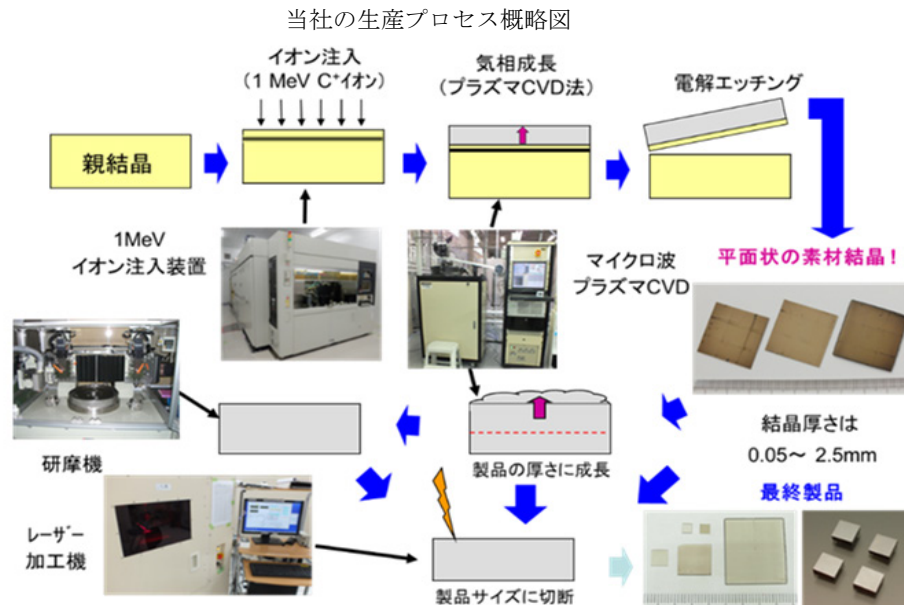 当社の生産プロセス概略図
イオン注入
（1 MeV C⁺イオン）
気相成長
（プラズマCVD法）
電解エッチング
親結晶
1MeV
イオン注入装置
マイクロ波
プラズマCVD
平面状の素材結晶！
研摩機
製品の厚さに成長
結晶厚さは
0.05～ 2.5mm
最終製品
レーザー
加工機
製品サイズに切断